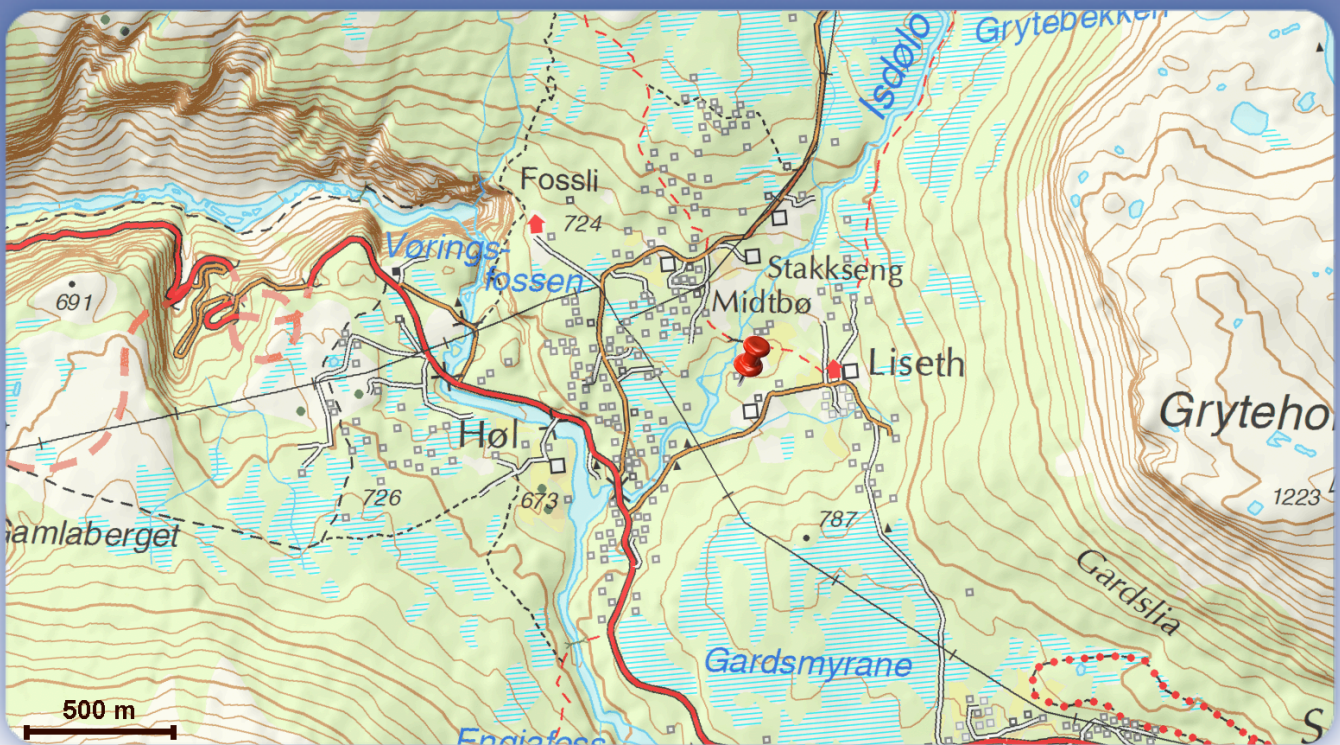 Grytebekken
Isdølo
Fossli
724
Vørings-
fossen
Stakkseng
691
Midtbø
Liseth
Gryteho
Høl
726
673
1223
787
Gamlaberget
Gardslia
Gardsmyrane
500 m
S